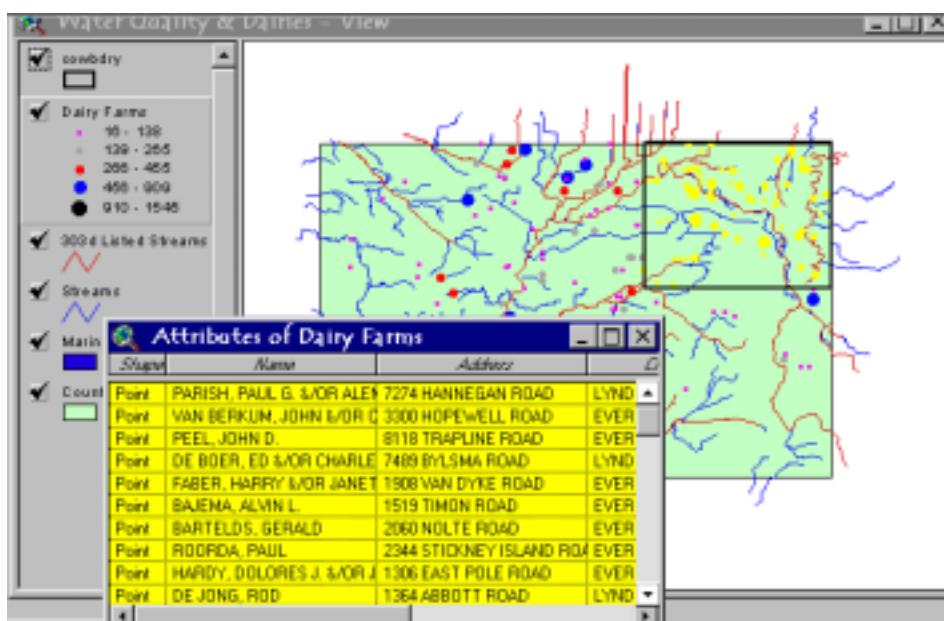 Water Quality & Dairies - View
cowbdry
Dairy Farms
16 - 138
139 - 265
266 - 455
456 - 909
910 - 1546
303d Listed Streams
Streams
Marin
Count
Attributes of Dairy Farms
Shape Name Address C
Point PARISH, PAUL G. &/OR ALEN 7274 HANNEGAN ROAD LYND
Point VAN BERKUM, JOHN &/OR C 3300 HOPEWELL ROAD EVER
Point PEEL, JOHN D. 8118 TRAPLINE ROAD EVER
Point DE BOER, ED &/OR CHARLE 7489 BYLSMA ROAD LYND
Point FABER, HARRY &/OR JANET 1908 VAN DYKE ROAD EVER
Point BAJEMA, ALVIN L. 1519 TIMON ROAD EVER
Point BARTELDS, GERALD 2060 NOLTE ROAD EVER
Point ROORDA, PAUL 2344 STICKNEY ISLAND ROA EVER
Point HARDY, DOLORES J. &/OR J 1306 EAST POLE ROAD EVER
Point DE JONG, ROD 1364 ABBOTT ROAD LYND